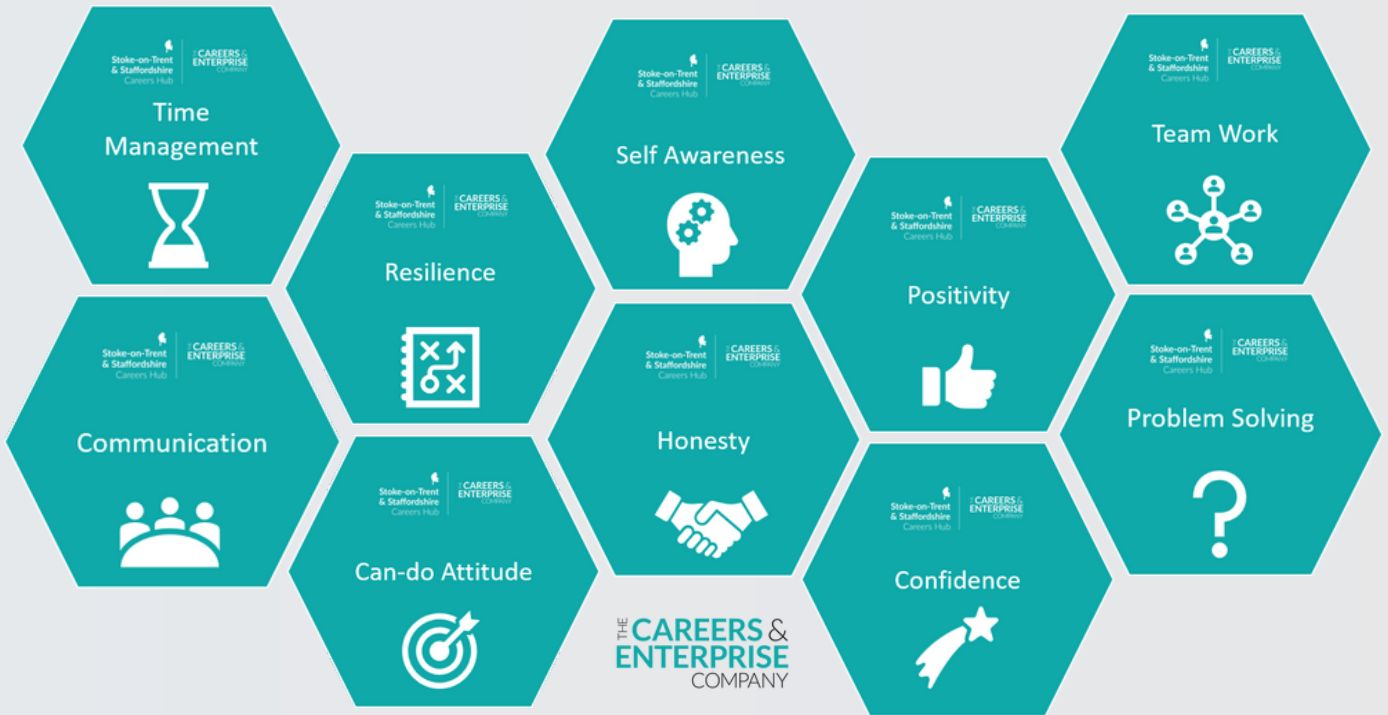 Stoke-on-Trent
& Staffordshire
Careers Hub
THE CAREERS &
ENTERPRISE
COMPANY
Time
Management
Stoke-on-Trent
& Staffordshire
Careers Hub
THE CAREERS &
ENTERPRISE
COMPANY
Resilience
Stoke-on-Trent
& Staffordshire
Careers Hub
THE CAREERS &
ENTERPRISE
COMPANY
Self Awareness
Stoke-on-Trent
& Staffordshire
Careers Hub
THE CAREERS &
ENTERPRISE
COMPANY
Positivity
Stoke-on-Trent
& Staffordshire
Careers Hub
THE CAREERS &
ENTERPRISE
COMPANY
Team Work
Stoke-on-Trent
& Staffordshire
Careers Hub
THE CAREERS &
ENTERPRISE
COMPANY
Communication
Stoke-on-Trent
& Staffordshire
Careers Hub
THE CAREERS &
ENTERPRISE
COMPANY
Can-do Attitude
Stoke-on-Trent
& Staffordshire
Careers Hub
THE CAREERS &
ENTERPRISE
COMPANY
Honesty
Stoke-on-Trent
& Staffordshire
Careers Hub
THE CAREERS &
ENTERPRISE
COMPANY
Confidence
Stoke-on-Trent
& Staffordshire
Careers Hub
THE CAREERS &
ENTERPRISE
COMPANY
Problem Solving
THE CAREERS &
ENTERPRISE
COMPANY